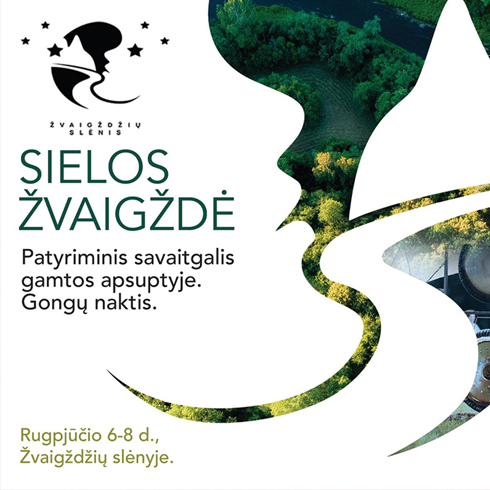 ŽVAIGŽDŽIŲ
SLĖNIS
SIELOS
ŽVAIGŽDĖ
Patyriminis savaitgalis
gamtos apsuptyje.
Gongų naktis.
Rugpjūčio 6-8 d.,
Žvaigždžių slėnyje.